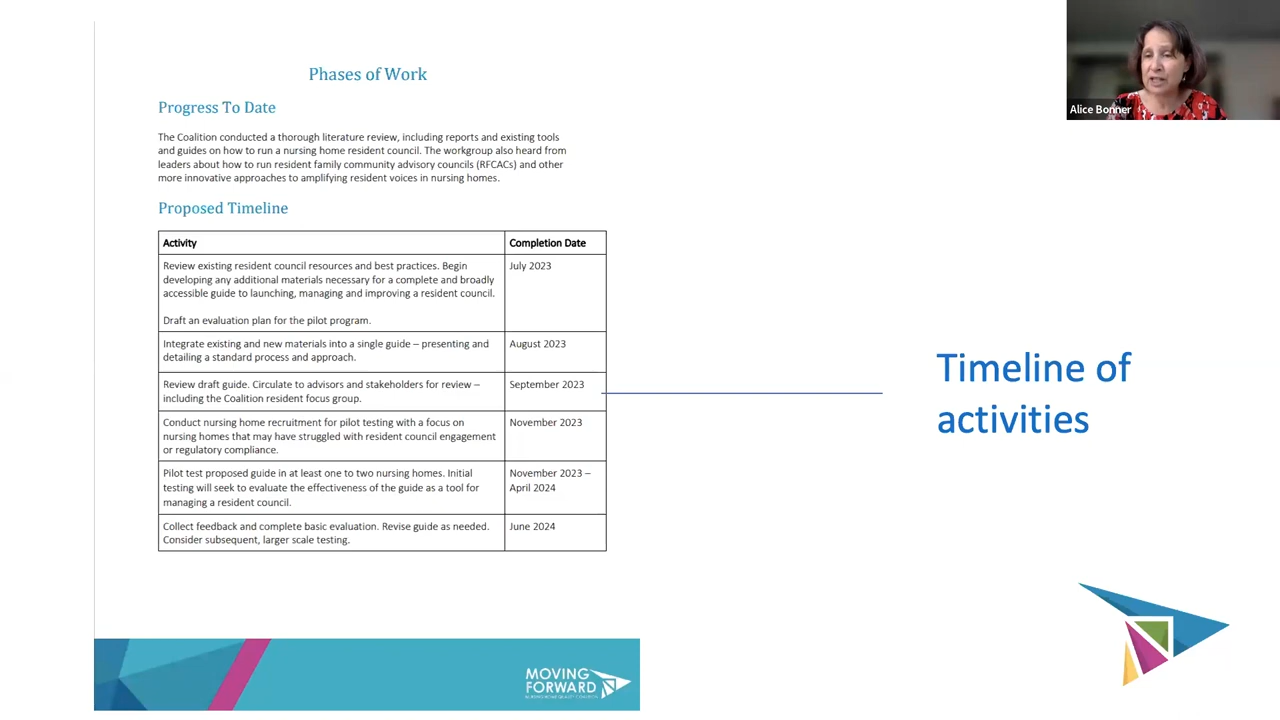 Phases of Work
Progress To Date
The Coalition conducted a thorough literature review, including reports and existing tools
and guides on how to run a nursing home resident council. The workgroup also heard from
leaders about how to run resident family community advisory councils (RFCACs) and other
more innovative approaches to amplifying resident voices in nursing homes.
Proposed Timeline
Activity Completion Date
Review existing resident council resources and best practices. Begin July 2023
developing any additional materials necessary for a complete and broadly
accessible guide to launching, managing and improving a resident council.
Draft an evaluation plan for the pilot program.
Integrate existing and new materials into a single guide – presenting and August 2023
detailing a standard process and approach.
Review draft guide. Circulate to advisors and stakeholders for review – September 2023
including the Coalition resident focus group.
Conduct nursing home recruitment for pilot testing with a focus on November 2023
nursing homes that may have struggled with resident council engagement
or regulatory compliance.
Pilot test proposed guide in at least one to two nursing homes. Initial November 2023 –
testing will seek to evaluate the effectiveness of the guide as a tool for April 2024
managing a resident council.
Collect feedback and complete basic evaluation. Revise guide as needed. June 2024
Consider subsequent, larger scale testing.
MOVING
FORWARD
Timeline of
activities
Alice Bonner